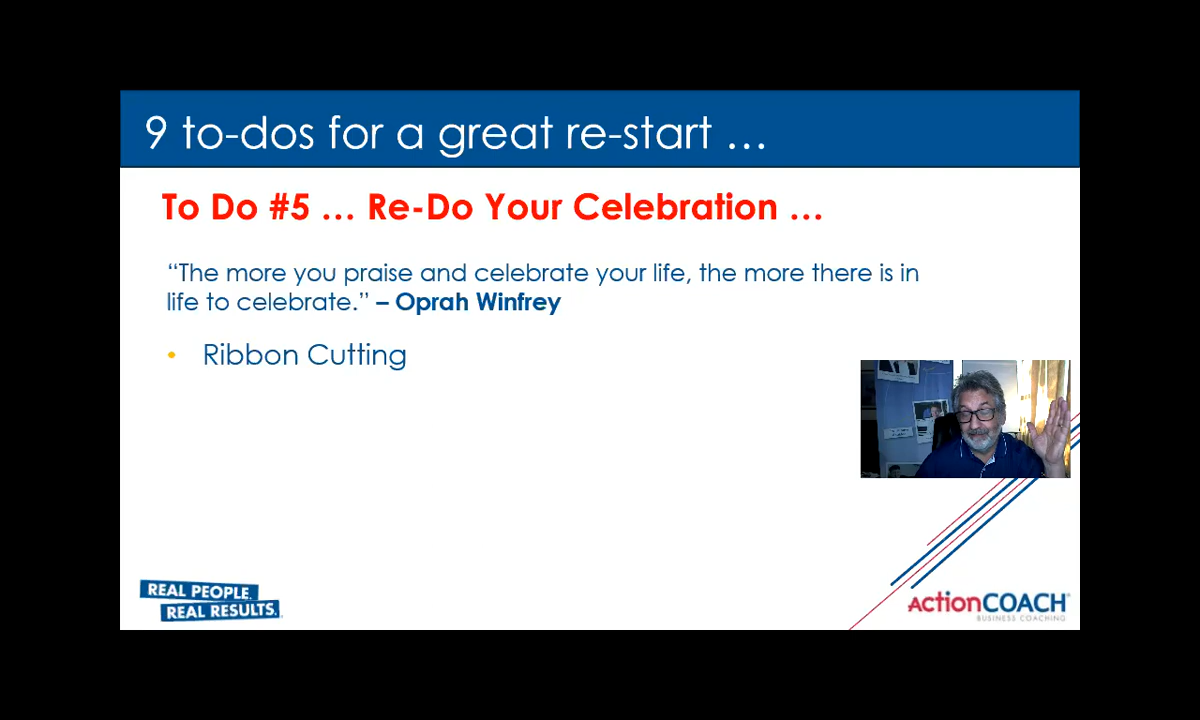 9 to-dos for a great re-start …
To Do #5 … Re-Do Your Celebration …
“The more you praise and celebrate your life, the more there is in
life to celebrate.” – Oprah Winfrey
• Ribbon Cutting
REAL PEOPLE.
REAL RESULTS.
ActionCOACH
BUSINESS COACHING